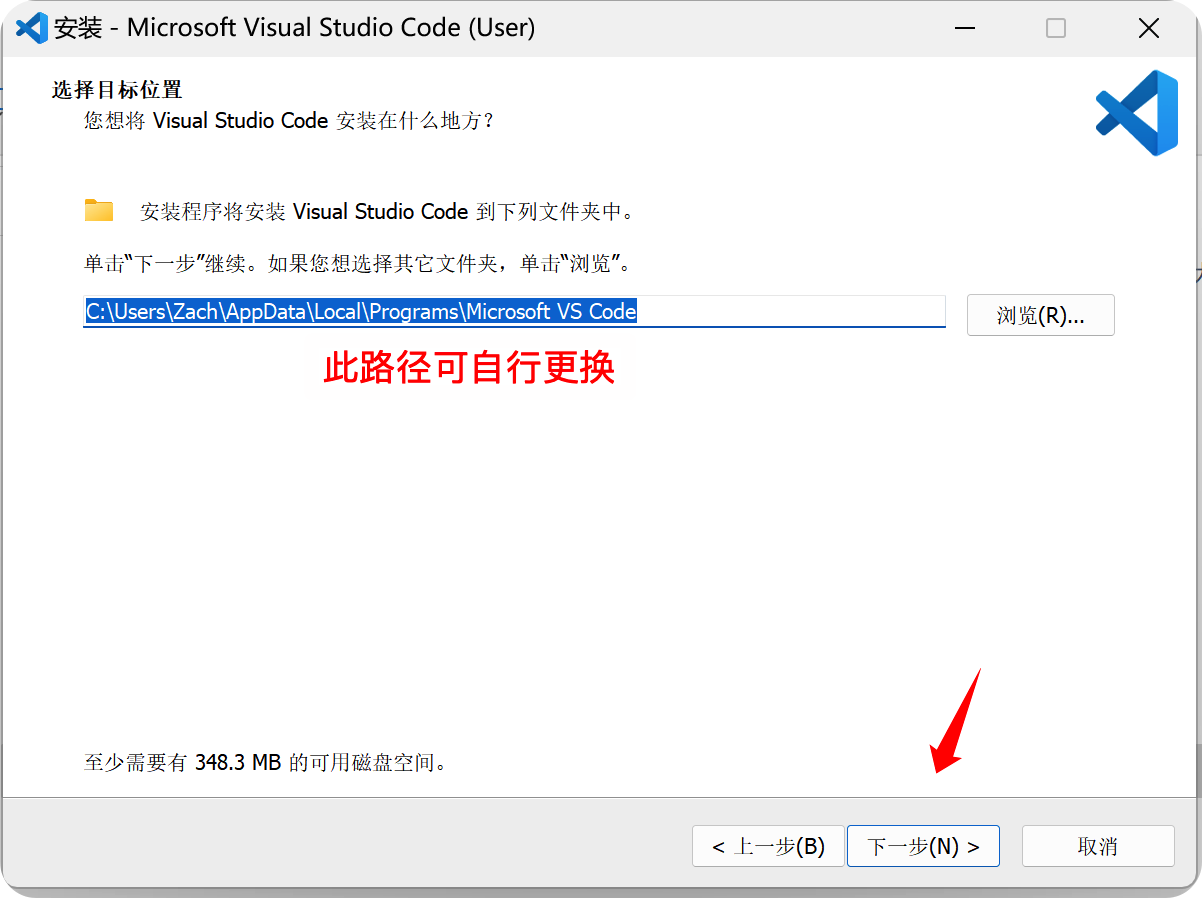 安装 - Microsoft Visual Studio Code (User)
选择目标位置
您想将 Visual Studio Code 安装在什么地方?
安装程序将安装 Visual Studio Code 到下列文件夹中。
单击“下一步”继续。如果您想选择其它文件夹，单击“浏览”。
C:\Users\Zach\AppData\Local\Programs\Microsoft VS Code
浏览(R)...
此路径可自行更换
至少需要有 348.3 MB 的可用磁盘空间。
< 上一步(B)
下一步(N) >
取消